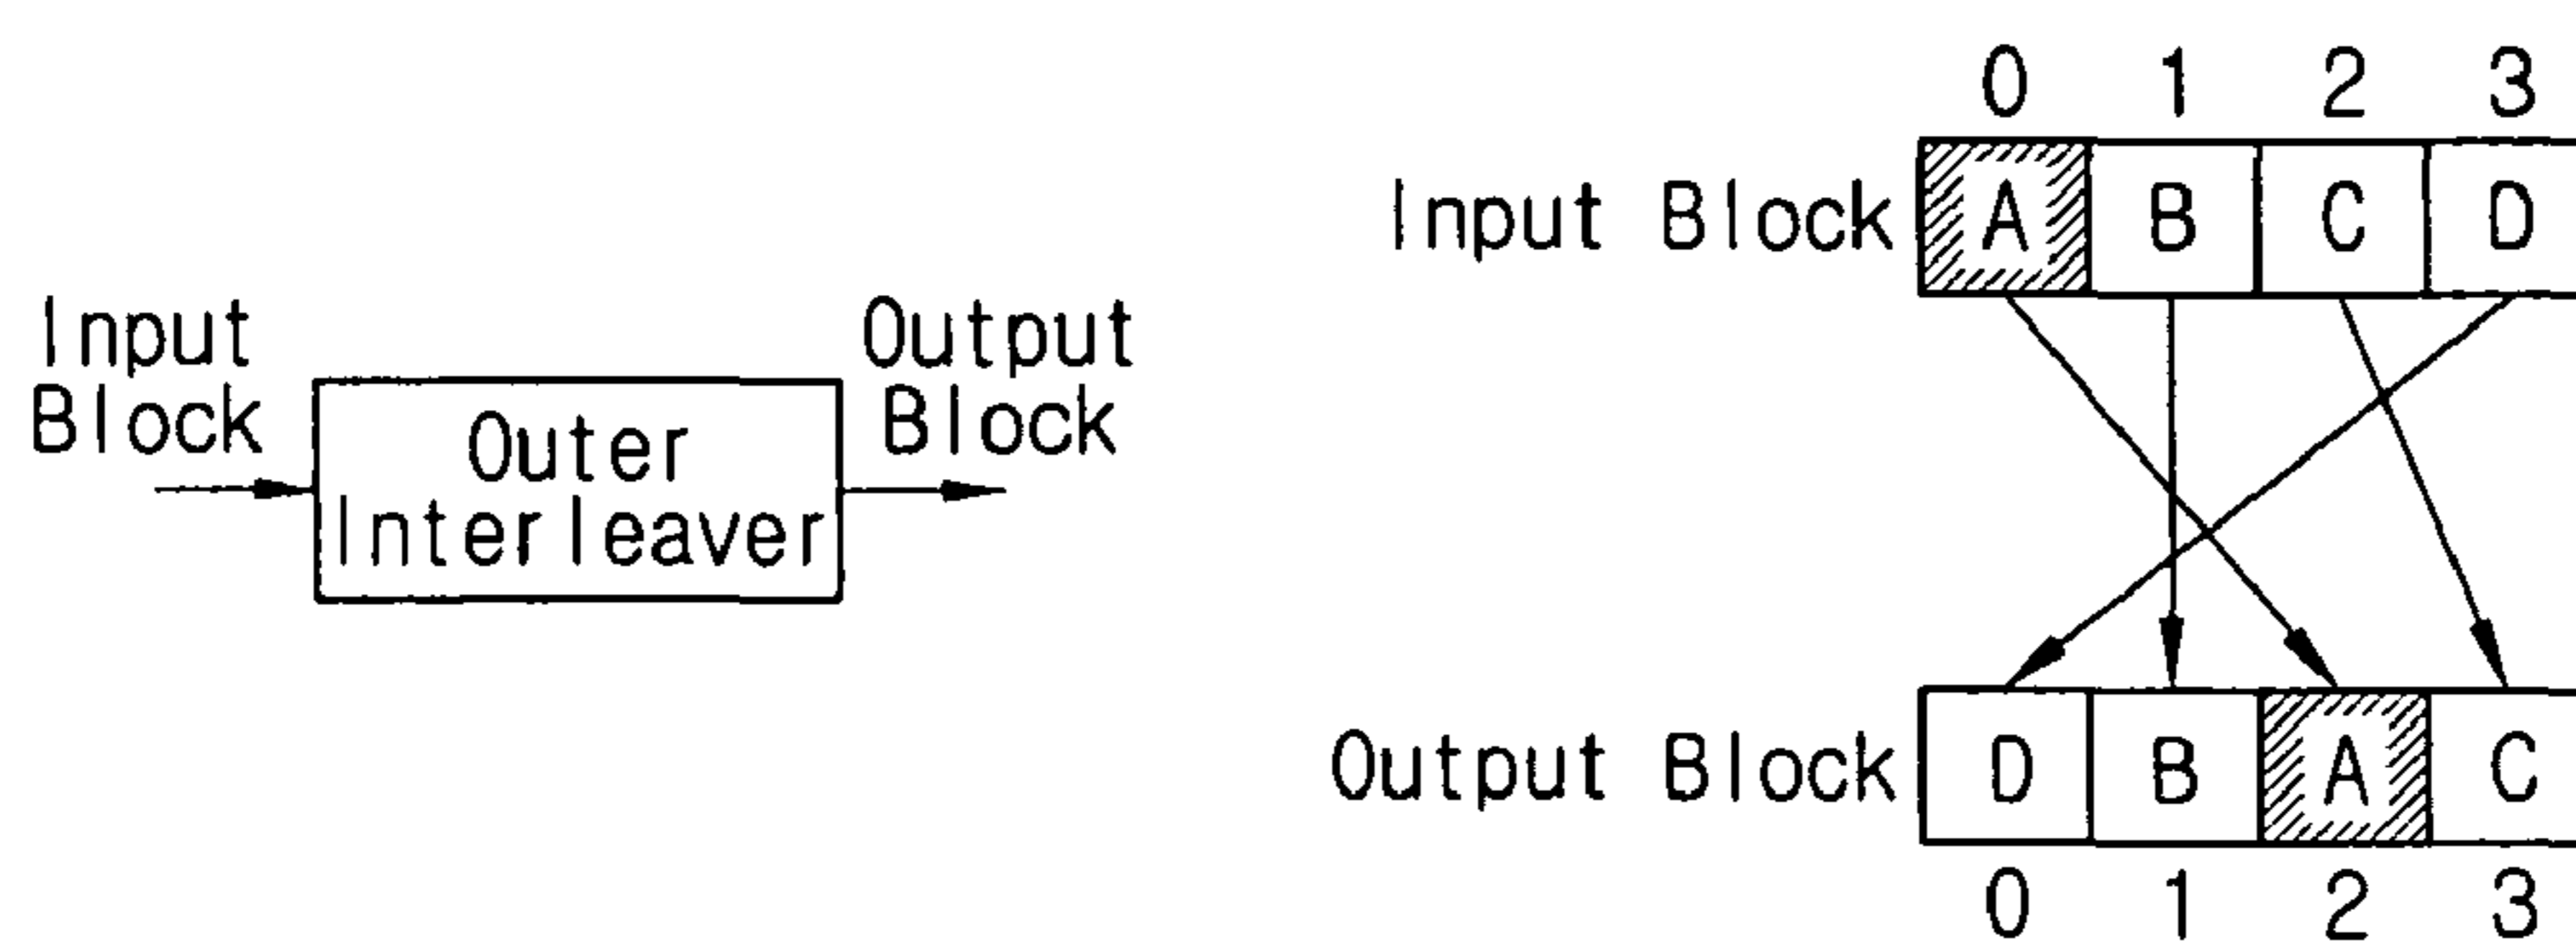 Input
Block
Outer
Interleaver
Output
Block
0 1 2 3
Input Block A B C D
Output Block D B A C
0 1 2 3